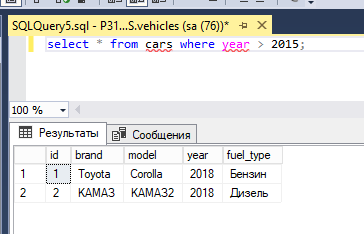 SQLQuery5.sql - P31...S.vehicles (sa (76))*
select * from cars where year > 2015;
100 %
Результаты Сообщения
id brand model year fuel_type
1 1 Toyota Corolla 2018 Бензин
2 2 КАМАЗ КАМАЗ2 2018 Дизель